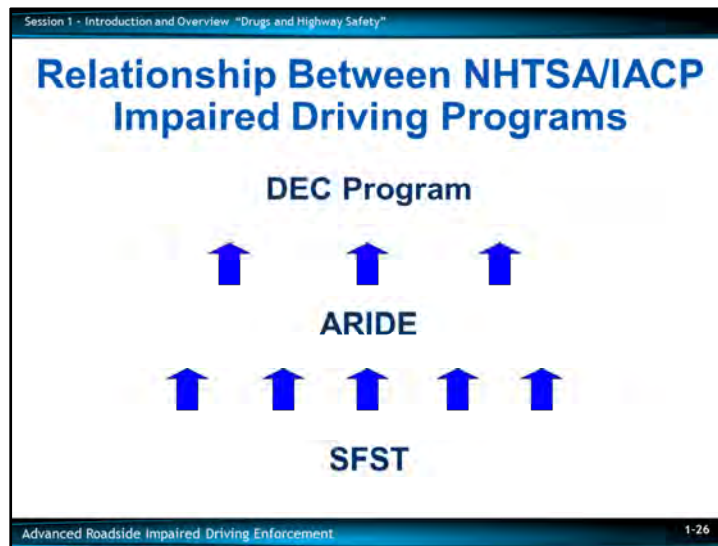 Session 1 - Introduction and Overview "Drugs and Highway Safety"
Relationship Between NHTSA/IACP
Impaired Driving Programs
DEC Program
ARIDE
SFST
Advanced Roadside Impaired Driving Enforcement
1-26